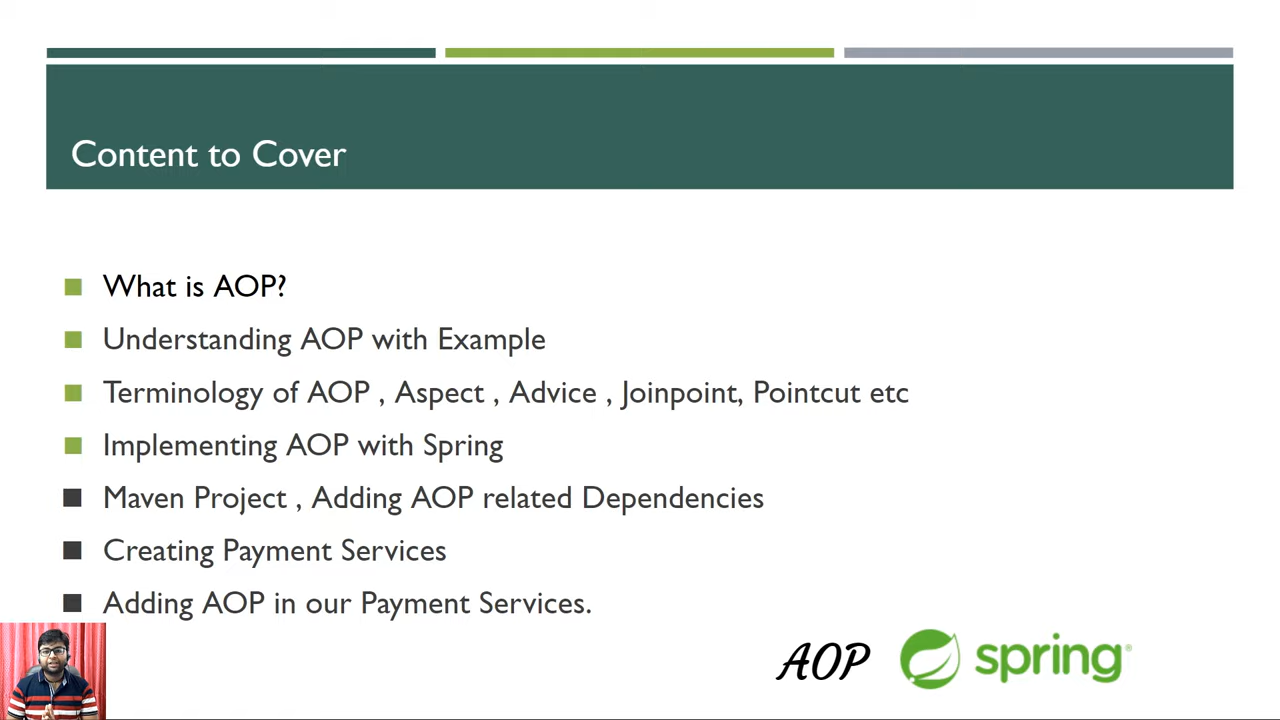 Content to Cover
What is AOP?
Understanding AOP with Example
Terminology of AOP , Aspect , Advice , Joinpoint, Pointcut etc
Implementing AOP with Spring
Maven Project , Adding AOP related Dependencies
Creating Payment Services
Adding AOP in our Payment Services.
AOP spring®